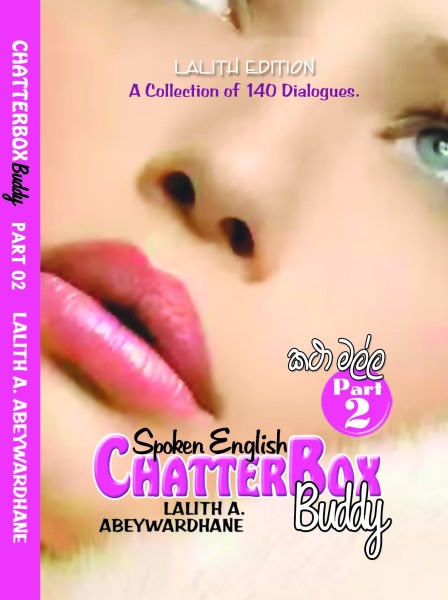 CHATTERBOX Buddy PART 02 LALITH A. ABEYWARDHANE
LALITH EDITION
A Collection of 140 Dialogues.
කථා මල්ල
Part
2
Spoken English
CHATTERBOX
Buddy
LALITH A.
ABEYWARDHANE